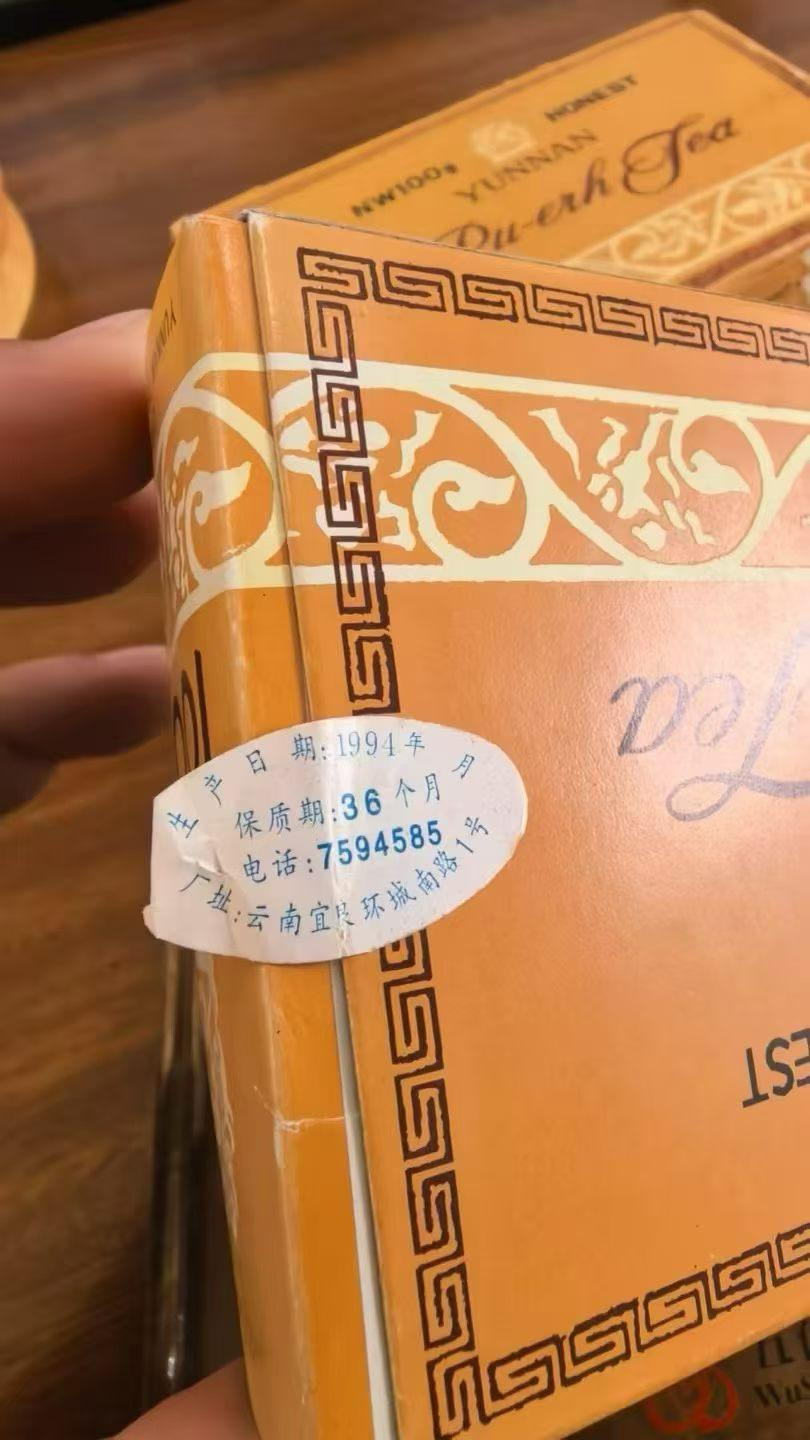 HONEST
NW100g
YUNNAN
Pu-erh Tea
Tea
EST
生产日期:1994年 月
保质期:36个月
电话:7594585
厂址:云南宜良环城南路1号